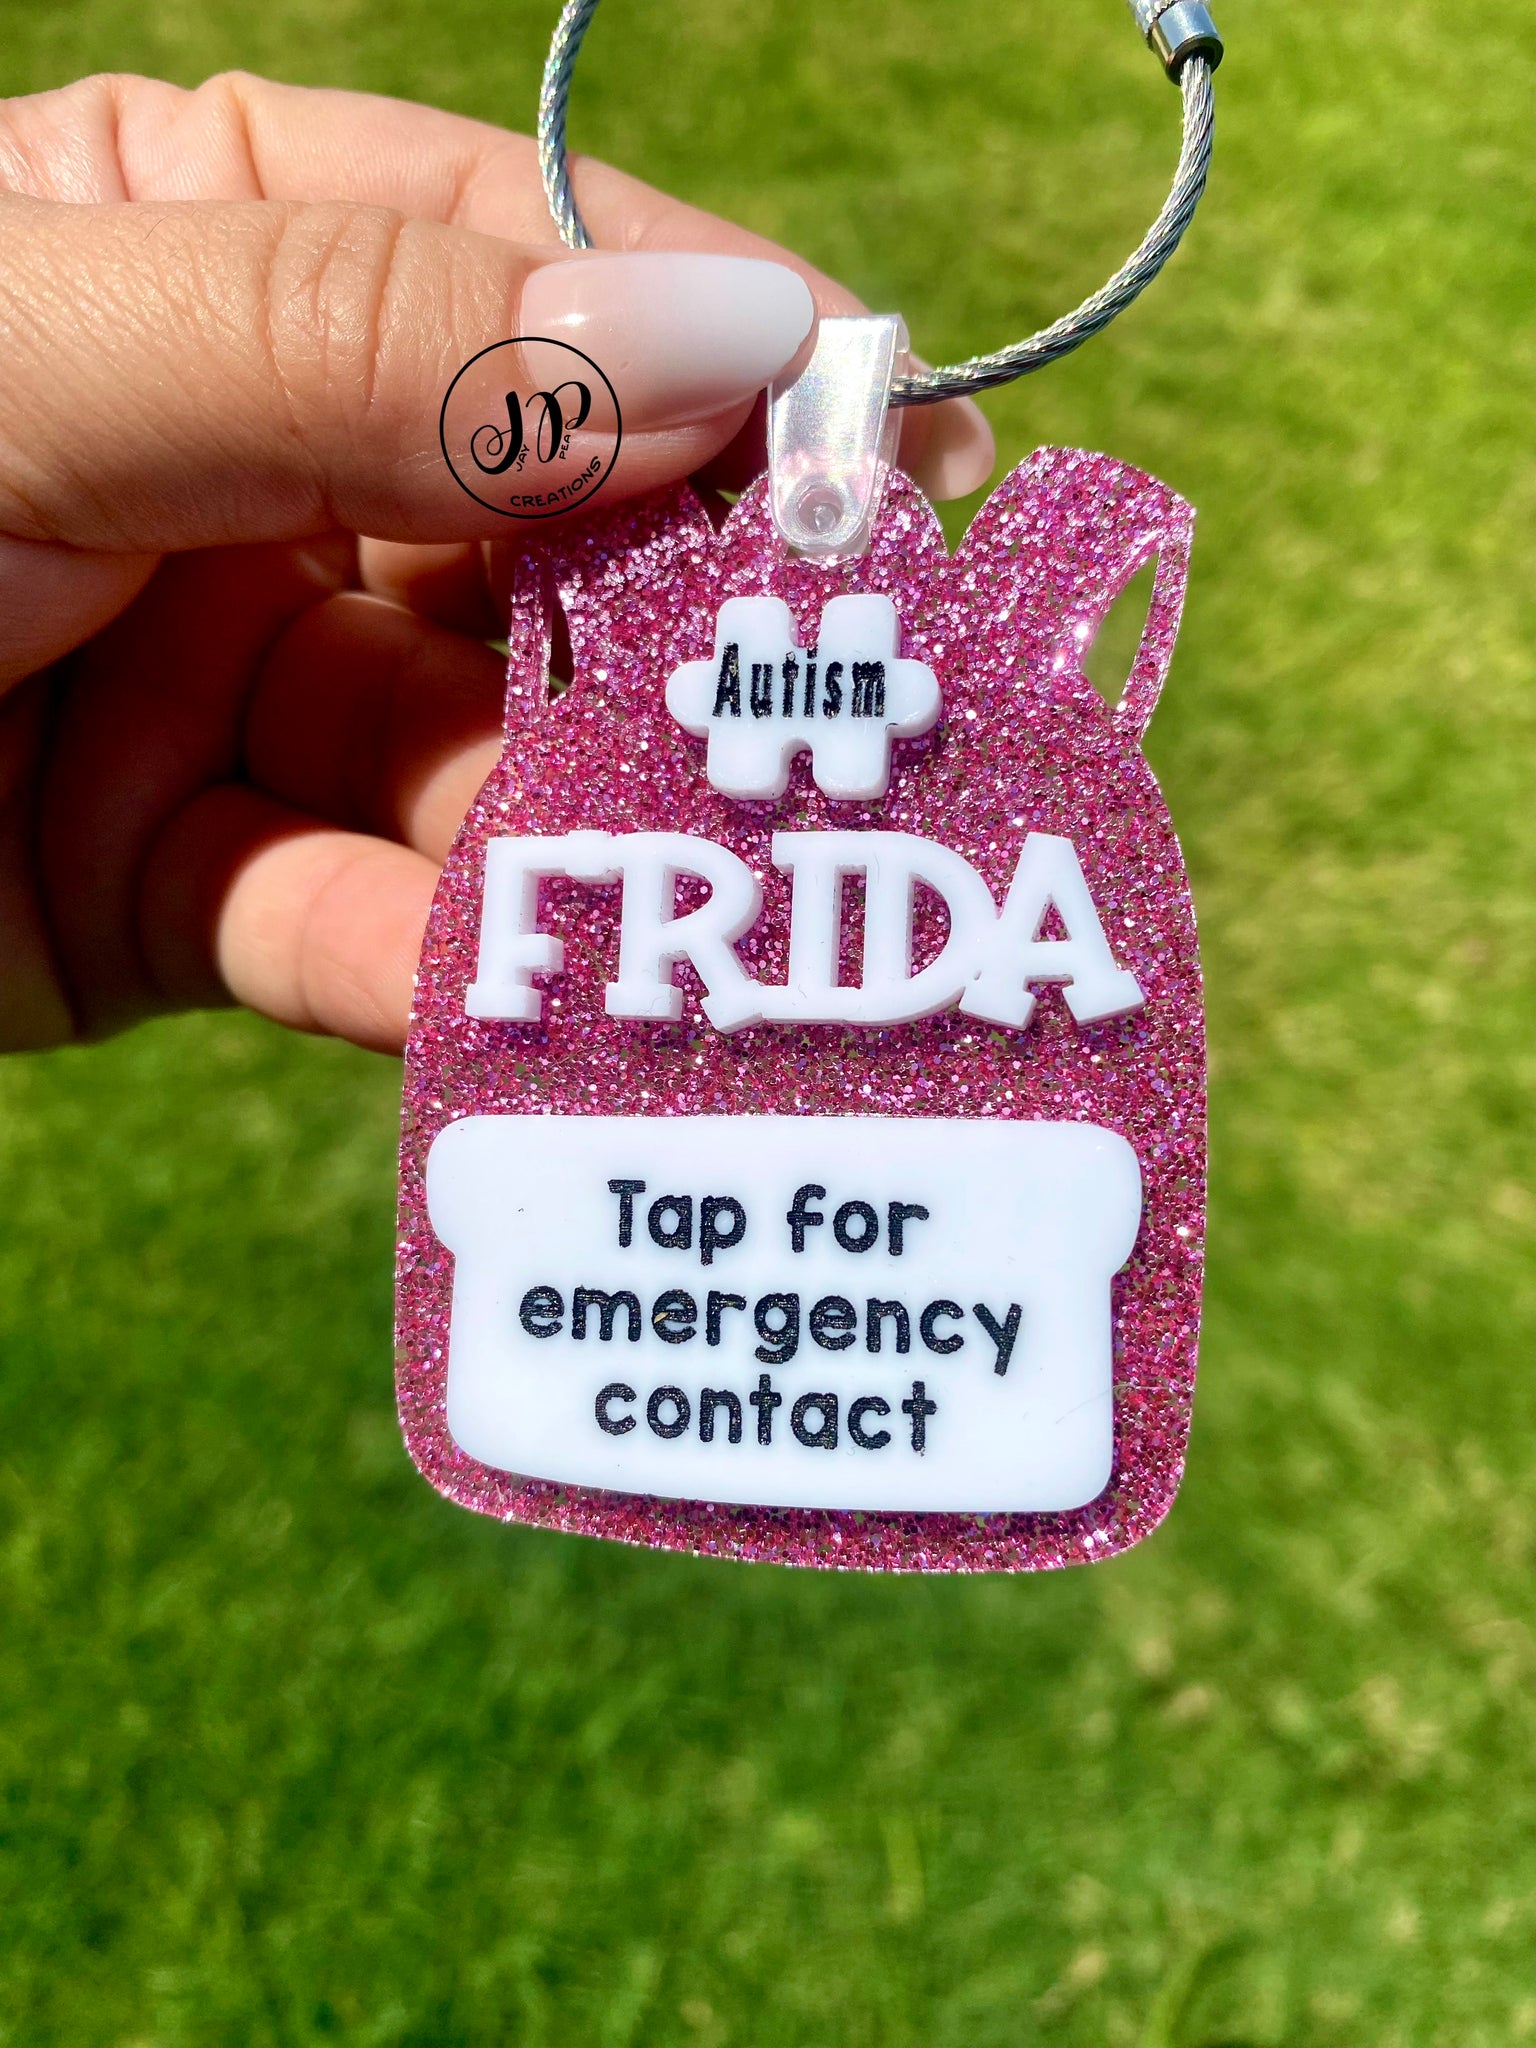 JP
JAY PEA
CREATIONS
Autism
FRIDA
Tap for
emergency
contact